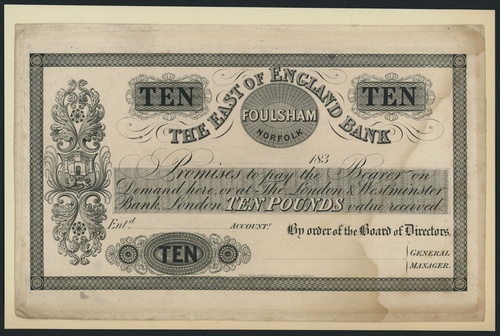 TEN TEN
THE EAST OF ENGLAND BANK
FOULSHAM
NORFOLK
183
Promises to pay the Bearer on
Demand here or at The London & Westminster
Bank London TEN POUNDS value received
Entd. ACCOUNT. By order of the Board of Directors.
TEN
GENERAL
MANAGER.